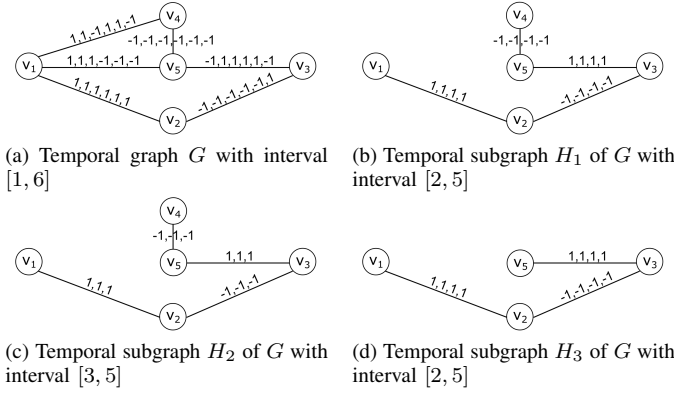 v₄
1,1,-1,1,1,-1
-1,-1,-1,-1,-1,-1
v₁ 1,1,1,-1,-1,-1 v₅ -1,1,1,1,1,-1 v₃
1,1,1,1,1,1 -1,-1,-1,-1,-1,1
v₂
(a) Temporal graph G with interval
[1, 6]
v₄
-1,-1,-1,-1
v₁ v₅ 1,1,1,1 v₃
1,1,1,1 -1,-1,-1,-1
v₂
(b) Temporal subgraph H₁ of G with
interval [2, 5]
v₄
-1,-1,-1
v₁ v₅ 1,1,1 v₃
1,1,1 -1,-1,-1
v₂
(c) Temporal subgraph H₂ of G with
interval [3, 5]
v₁ v₅ 1,1,1,1 v₃
1,1,1,1 -1,-1,-1,-1
v₂
(d) Temporal subgraph H₃ of G with
interval [2, 5]